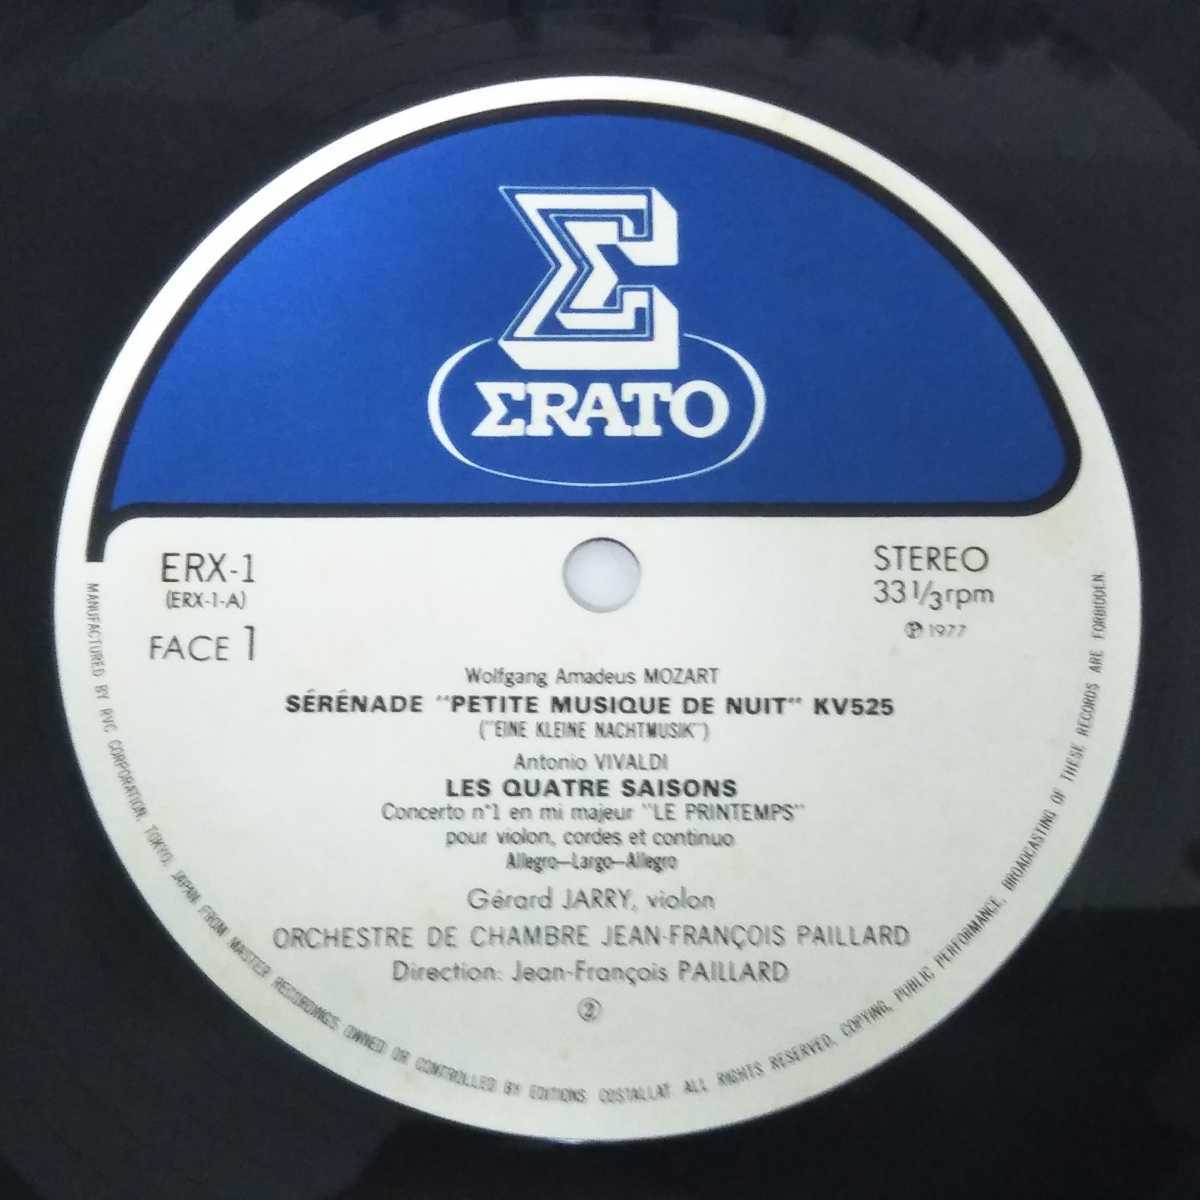 Σ
ΣRATO
ERX-1
(ERX-1-A)
FACE 1
STEREO
33 1/3 rpm
Ⓟ 1977
Wolfgang Amadeus MOZART
SÉRÉNADE "PETITE MUSIQUE DE NUIT" KV525
("EINE KLEINE NACHTMUSIK")
Antonio VIVALDI
LES QUATRE SAISONS
Concerto n°1 en mi majeur "LE PRINTEMPS"
pour violon, cordes et continuo
Allegro—Largo—Allegro
Gérard JARRY, violon
ORCHESTRE DE CHAMBRE JEAN-FRANÇOIS PAILLARD
Direction: Jean-François PAILLARD
②
MANUFACTURED BY RVC CORPORATION, TOKYO, JAPAN FROM MASTER RECORDINGS OWNED OR CONTROLLED BY EDITIONS COSTALLAT. ALL RIGHTS RESERVED, COPYING, PUBLIC PERFORMANCE, BROADCASTING OF THESE RECORDS ARE FORBIDDEN.